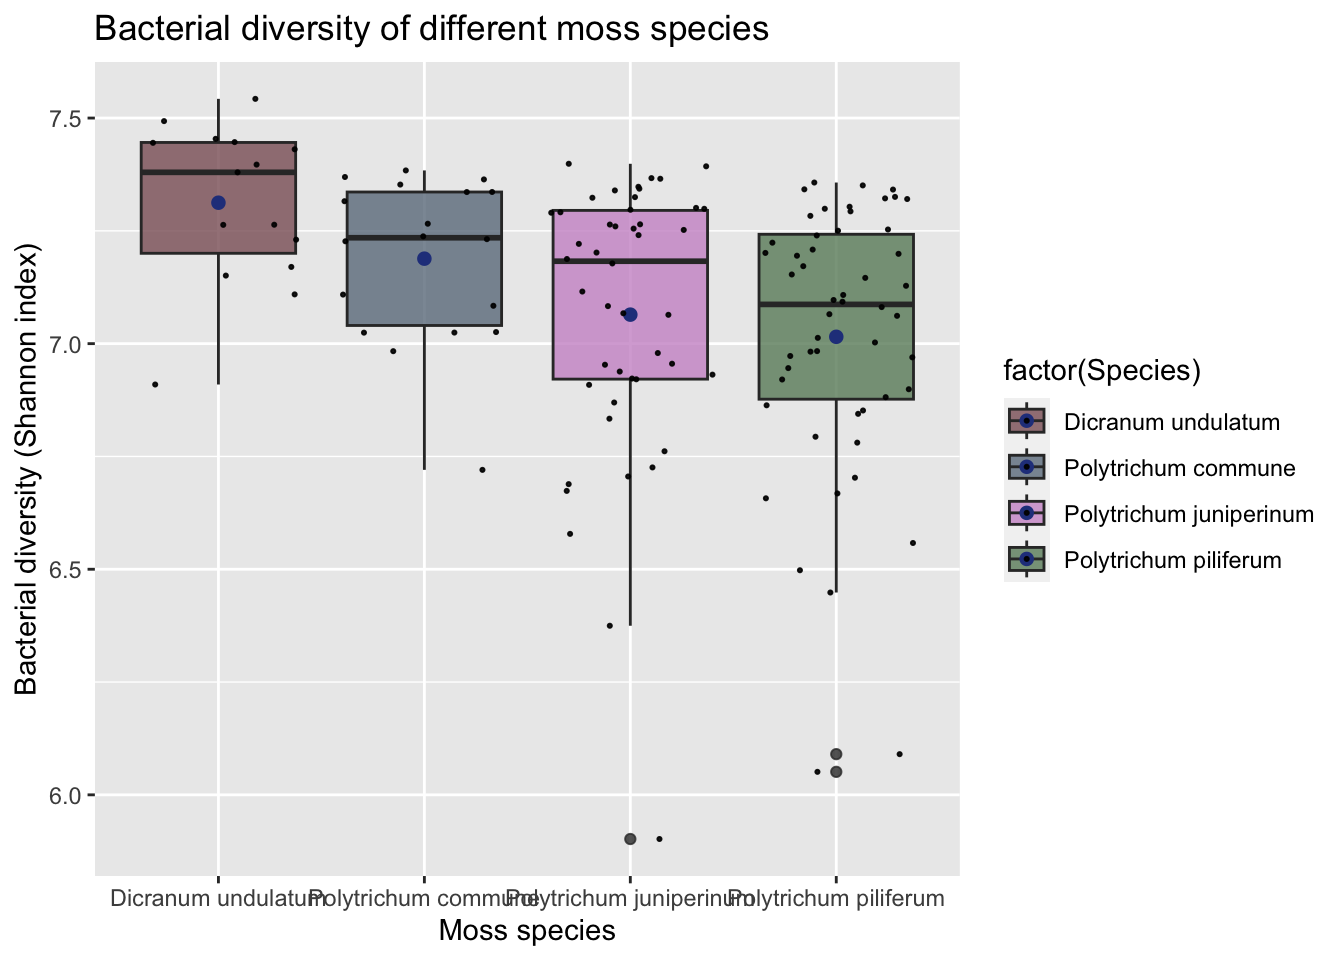 Bacterial diversity of different moss species
Bacterial diversity (Shannon index)
7.5
7.0
6.5
6.0
Dicranum undulatum Polytrichum commune Polytrichum juniperinum Polytrichum piliferum
Moss species
factor(Species)
Dicranum undulatum
Polytrichum commune
Polytrichum juniperinum
Polytrichum piliferum